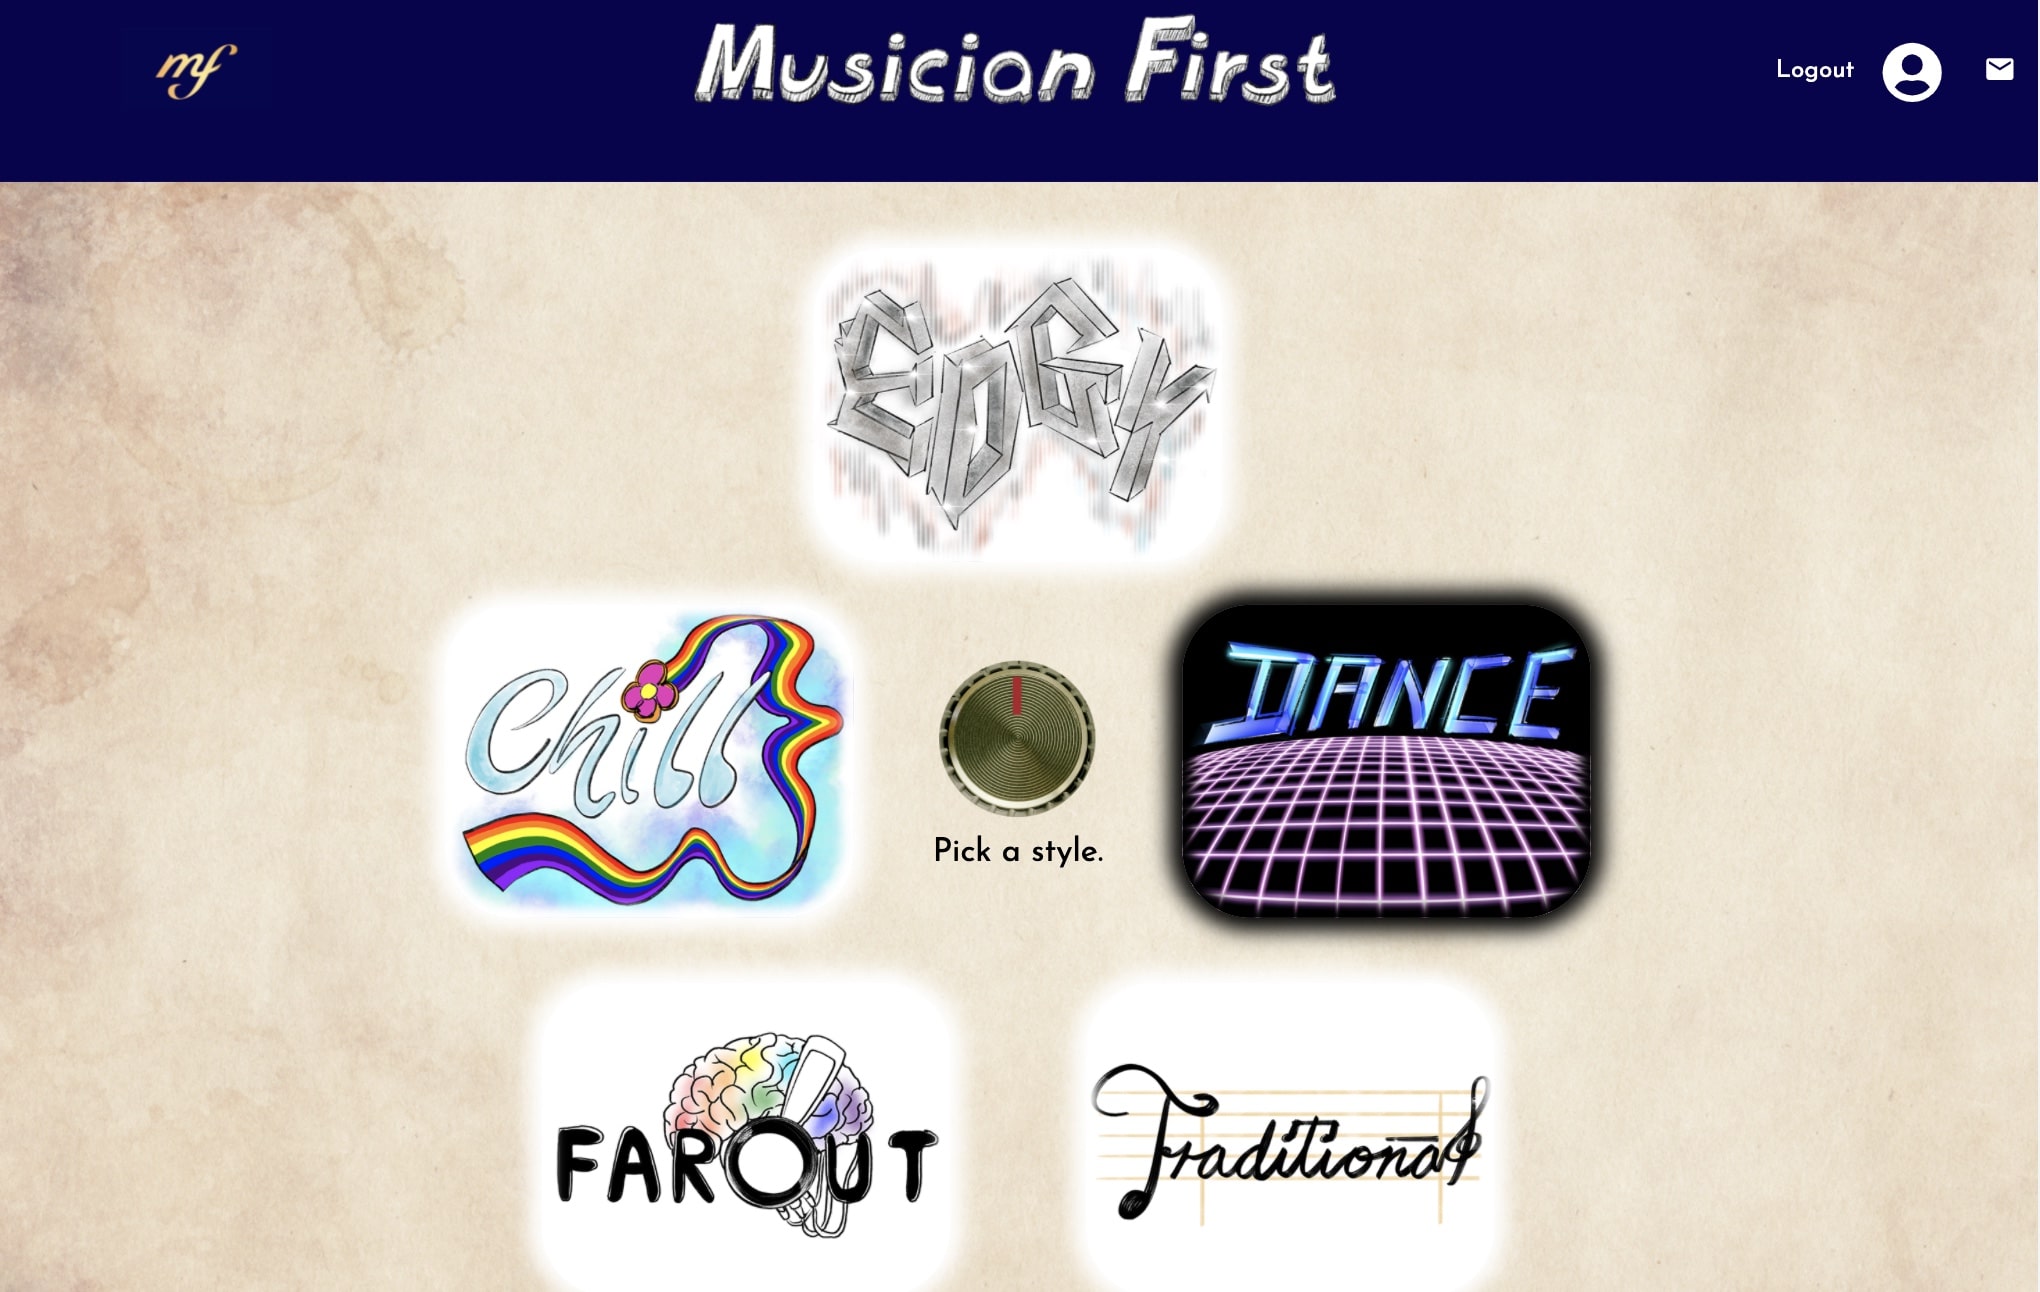 mf
Musician First
Logout
EDGY
Chill
DANCE
Pick a style.
FAROUT
Traditional